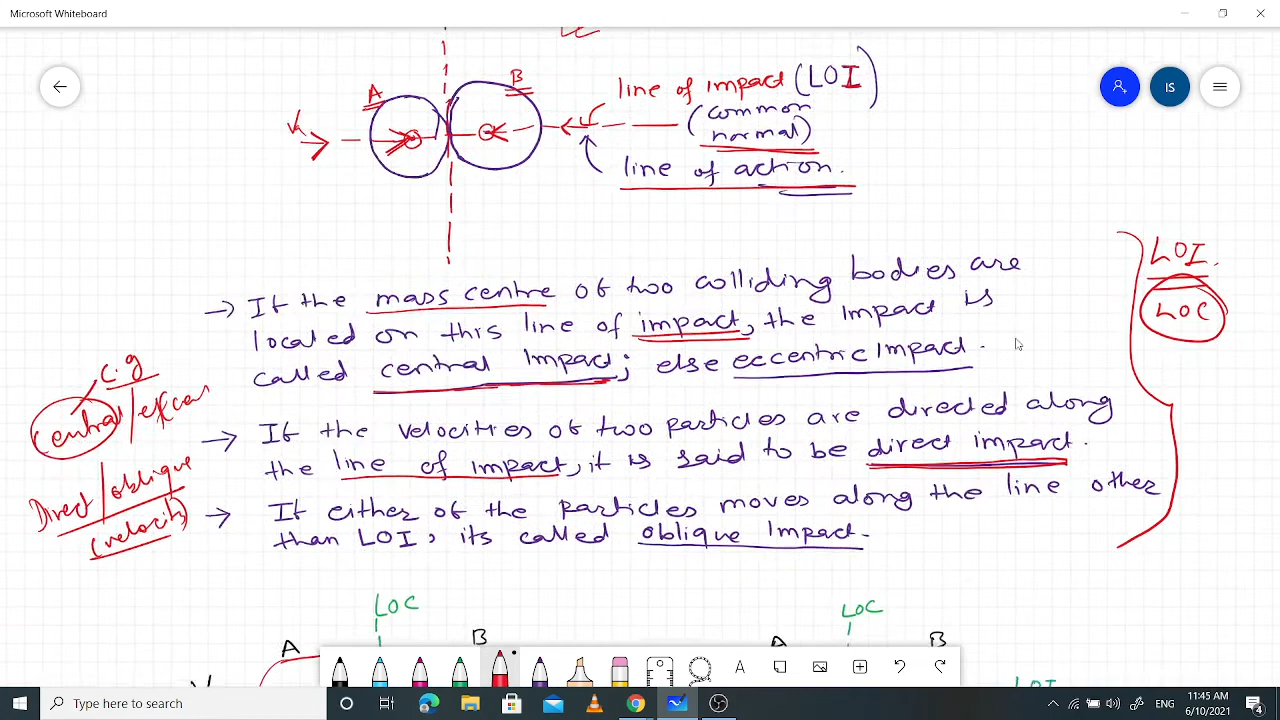 Microsoft Whiteboard
IS
A
B
line of impact (LOI)
(common
normal)
line of action.
→ If the mass centre of two colliding bodies are
located on this line of impact, the impact is
called central Impact; else eccentric Impact.
→ If the velocities of two particles are directed along
the line of impact, it is said to be direct impact.
→ If either of the particles moves along the line other
than LOI, its called oblique Impact.
LOI.
LOC
C.g
Central/
Direct/oblique
(velocity)
LOC
A
B
LOC
A
B
LOI
A
Type here to search
ENG
11:45 AM
6/10/2021
4